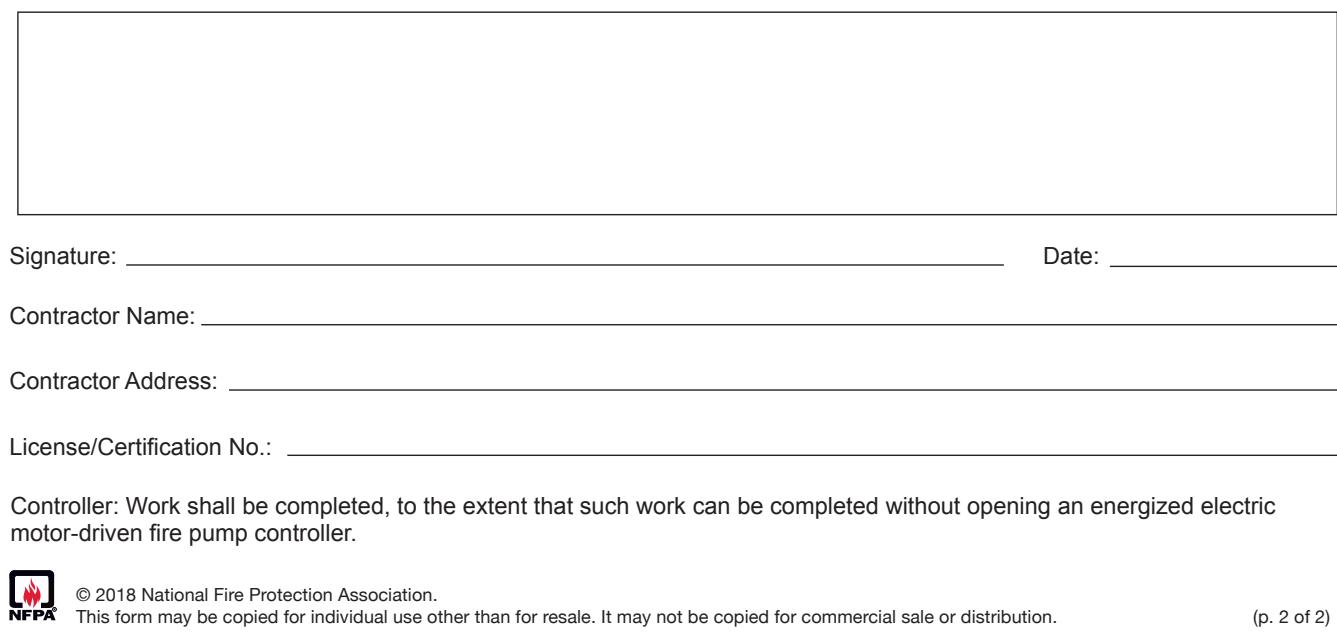 Signature: Date:
Contractor Name:
Contractor Address:
License/Certification No.:
Controller: Work shall be completed, to the extent that such work can be completed without opening an energized electric
motor-driven fire pump controller.
NFPA®
© 2018 National Fire Protection Association.
This form may be copied for individual use other than for resale. It may not be copied for commercial sale or distribution. (p. 2 of 2)